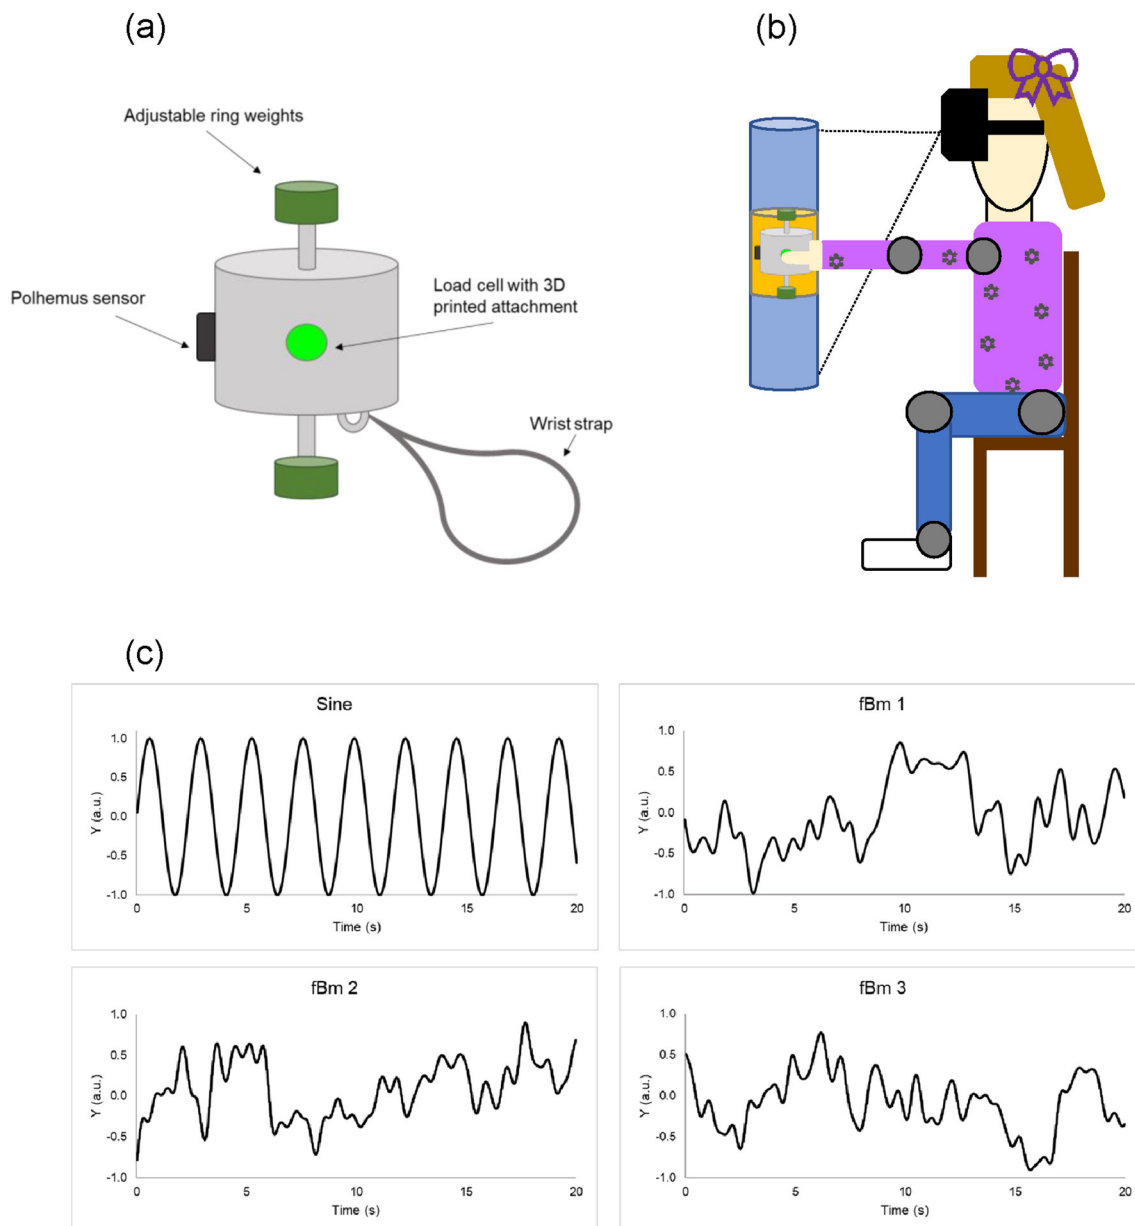 (a)
(b)
Adjustable ring weights
Polhemus sensor
Load cell with 3D
printed attachment
Wrist strap
(c)
Sine
1.0
0.5
0.0
-0.5
-1.0
Y (a.u.)
0 5 10 15 20
Time (s)
fBm 1
1.0
0.5
0.0
-0.5
-1.0
Y (a.u.)
0 5 10 15 20
Time (s)
fBm 2
1.0
0.5
0.0
-0.5
-1.0
Y (a.u.)
0 5 10 15 20
Time (s)
fBm 3
1.0
0.5
0.0
-0.5
-1.0
Y (a.u.)
0 5 10 15 20
Time (s)